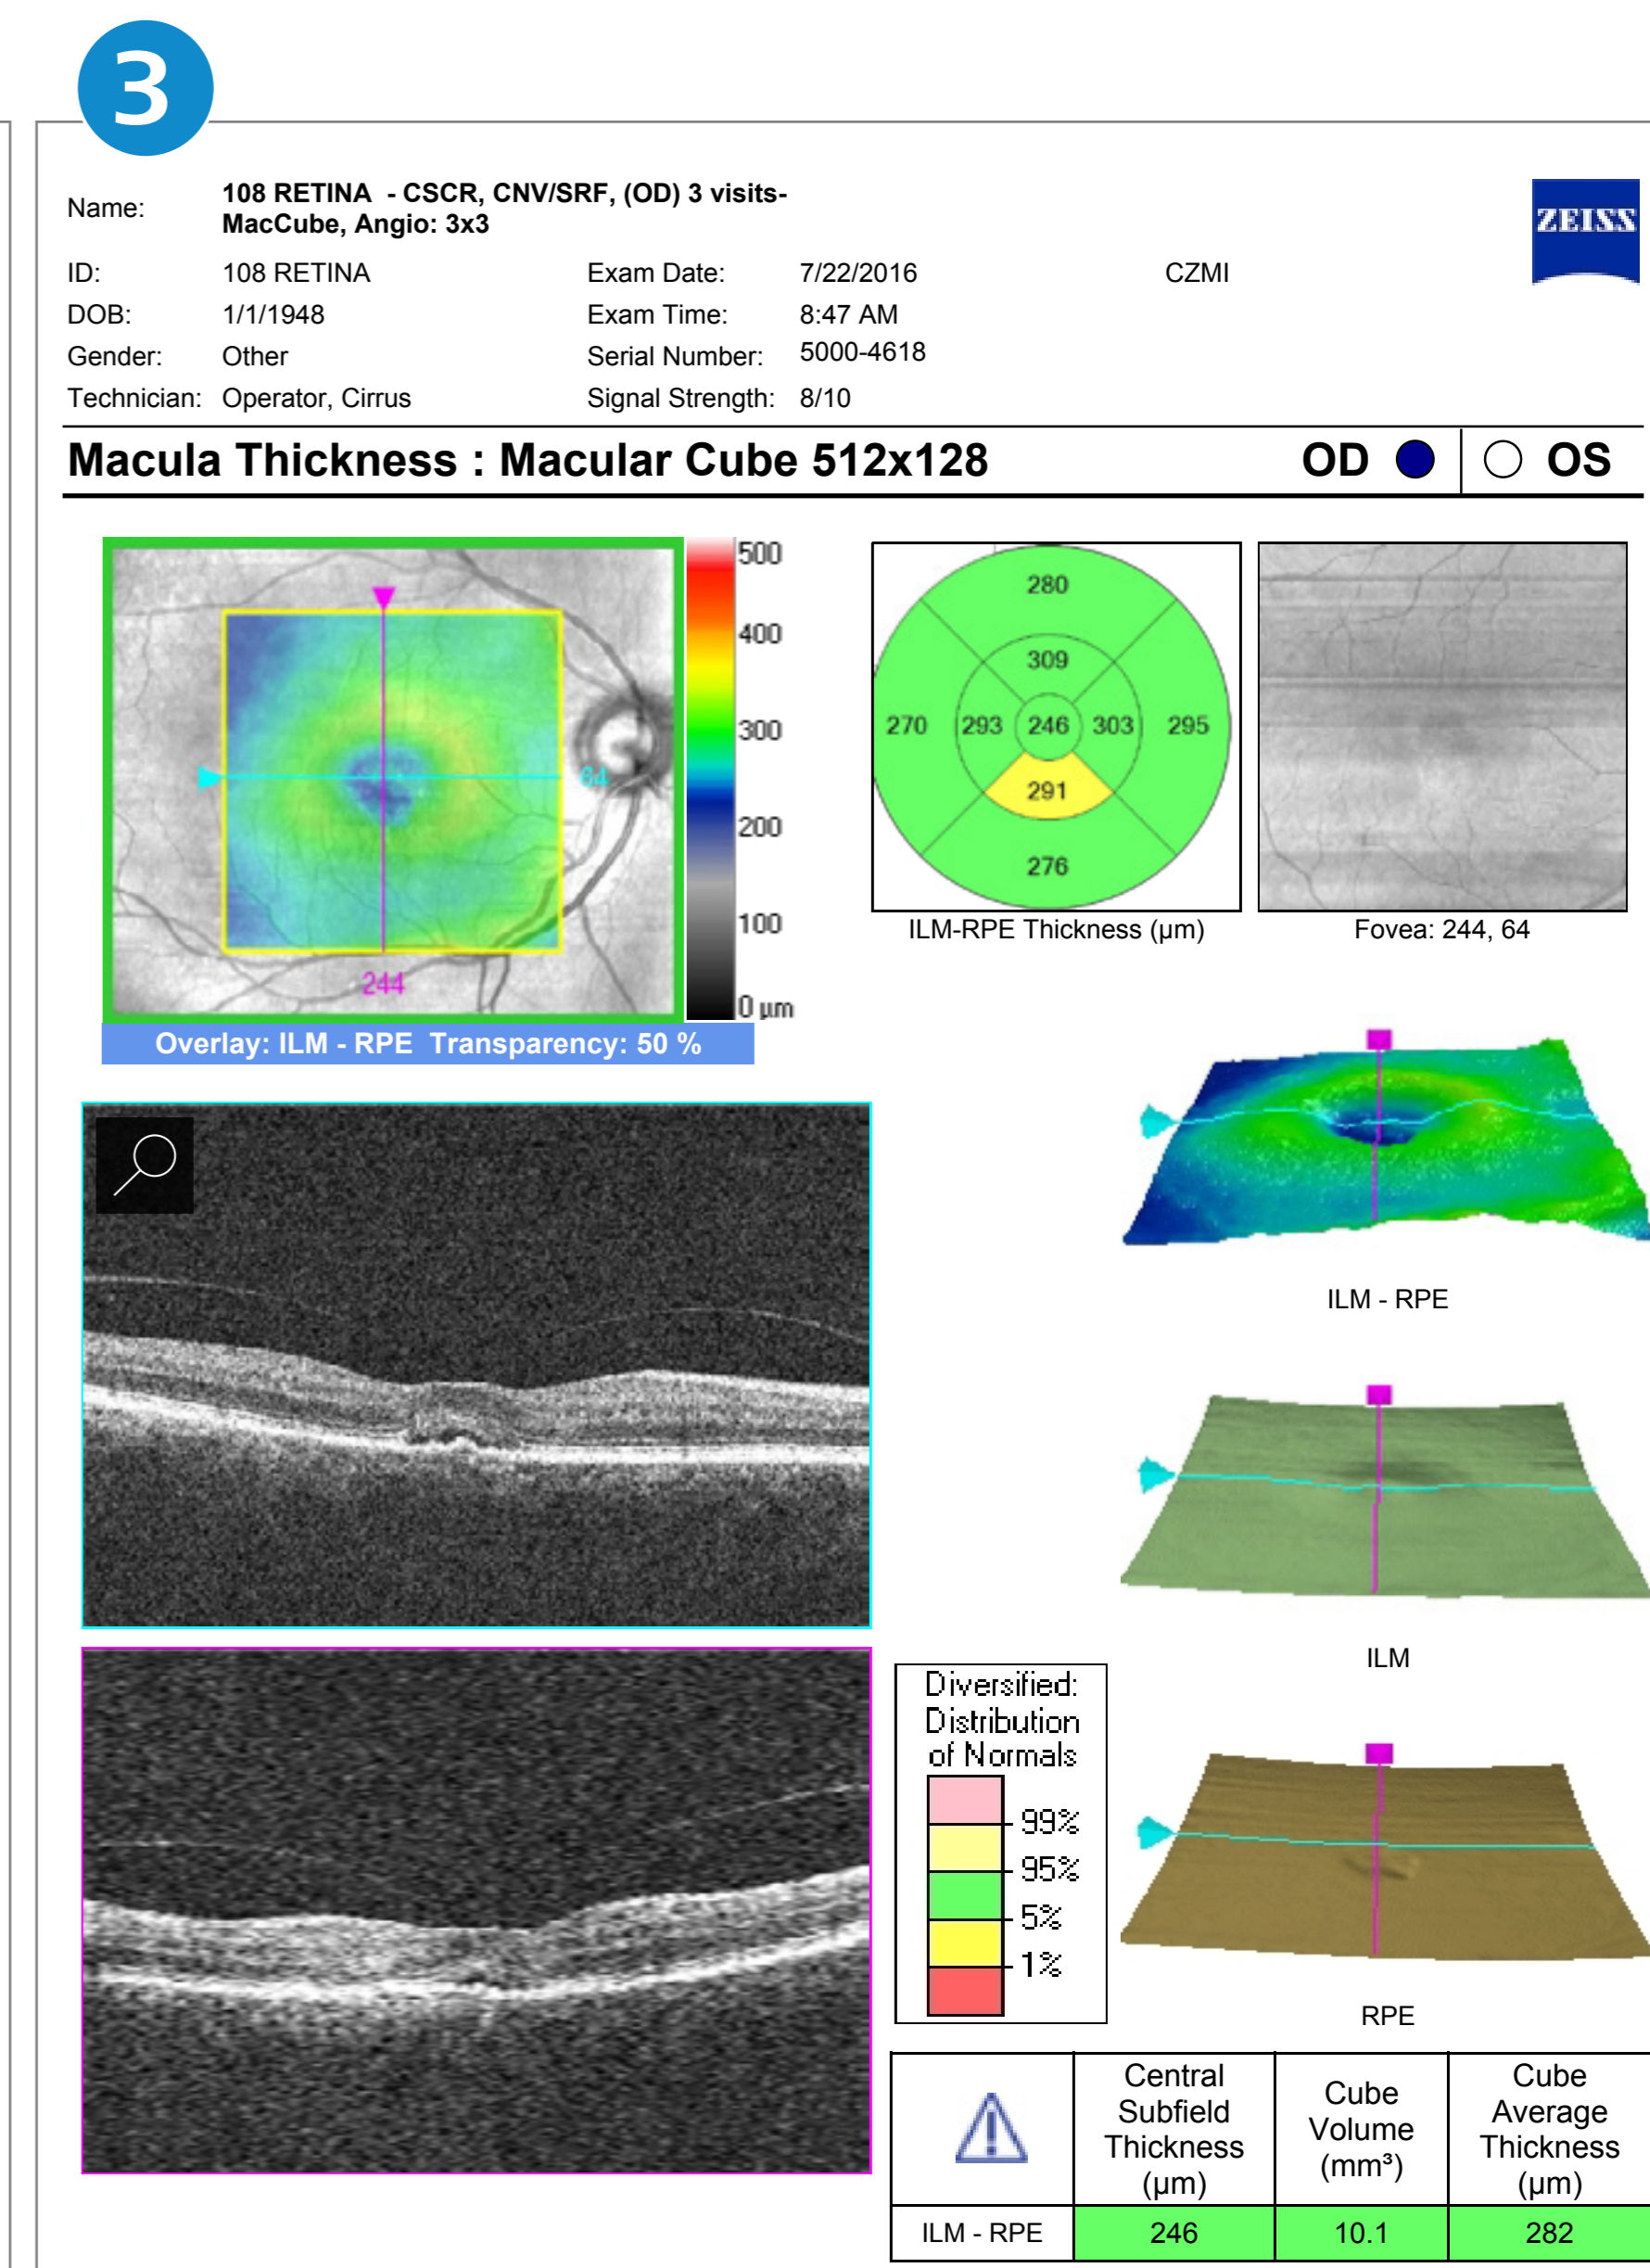 3
Name: 108 RETINA - CSCR, CNV/SRF, (OD) 3 visits-
MacCube, Angio: 3x3
ZEISS
ID: 108 RETINA Exam Date: 7/22/2016 CZMI
DOB: 1/1/1948 Exam Time: 8:47 AM
Gender: Other Serial Number: 5000-4618
Technician: Operator, Cirrus Signal Strength: 8/10
Macula Thickness : Macular Cube 512x128 OD OS
64
244
500
400
300
200
100
0 µm
Overlay: ILM - RPE Transparency: 50 %
280
309
270 293 246 303 295
291
276
ILM-RPE Thickness (µm)
Fovea: 244, 64
ILM - RPE
ILM
RPE
Diversified:
Distribution
of Normals
99%
95%
5%
1%
Central Subfield Thickness (µm)
Cube Volume (mm³)
Cube Average Thickness (µm)
ILM - RPE 246 10.1 282